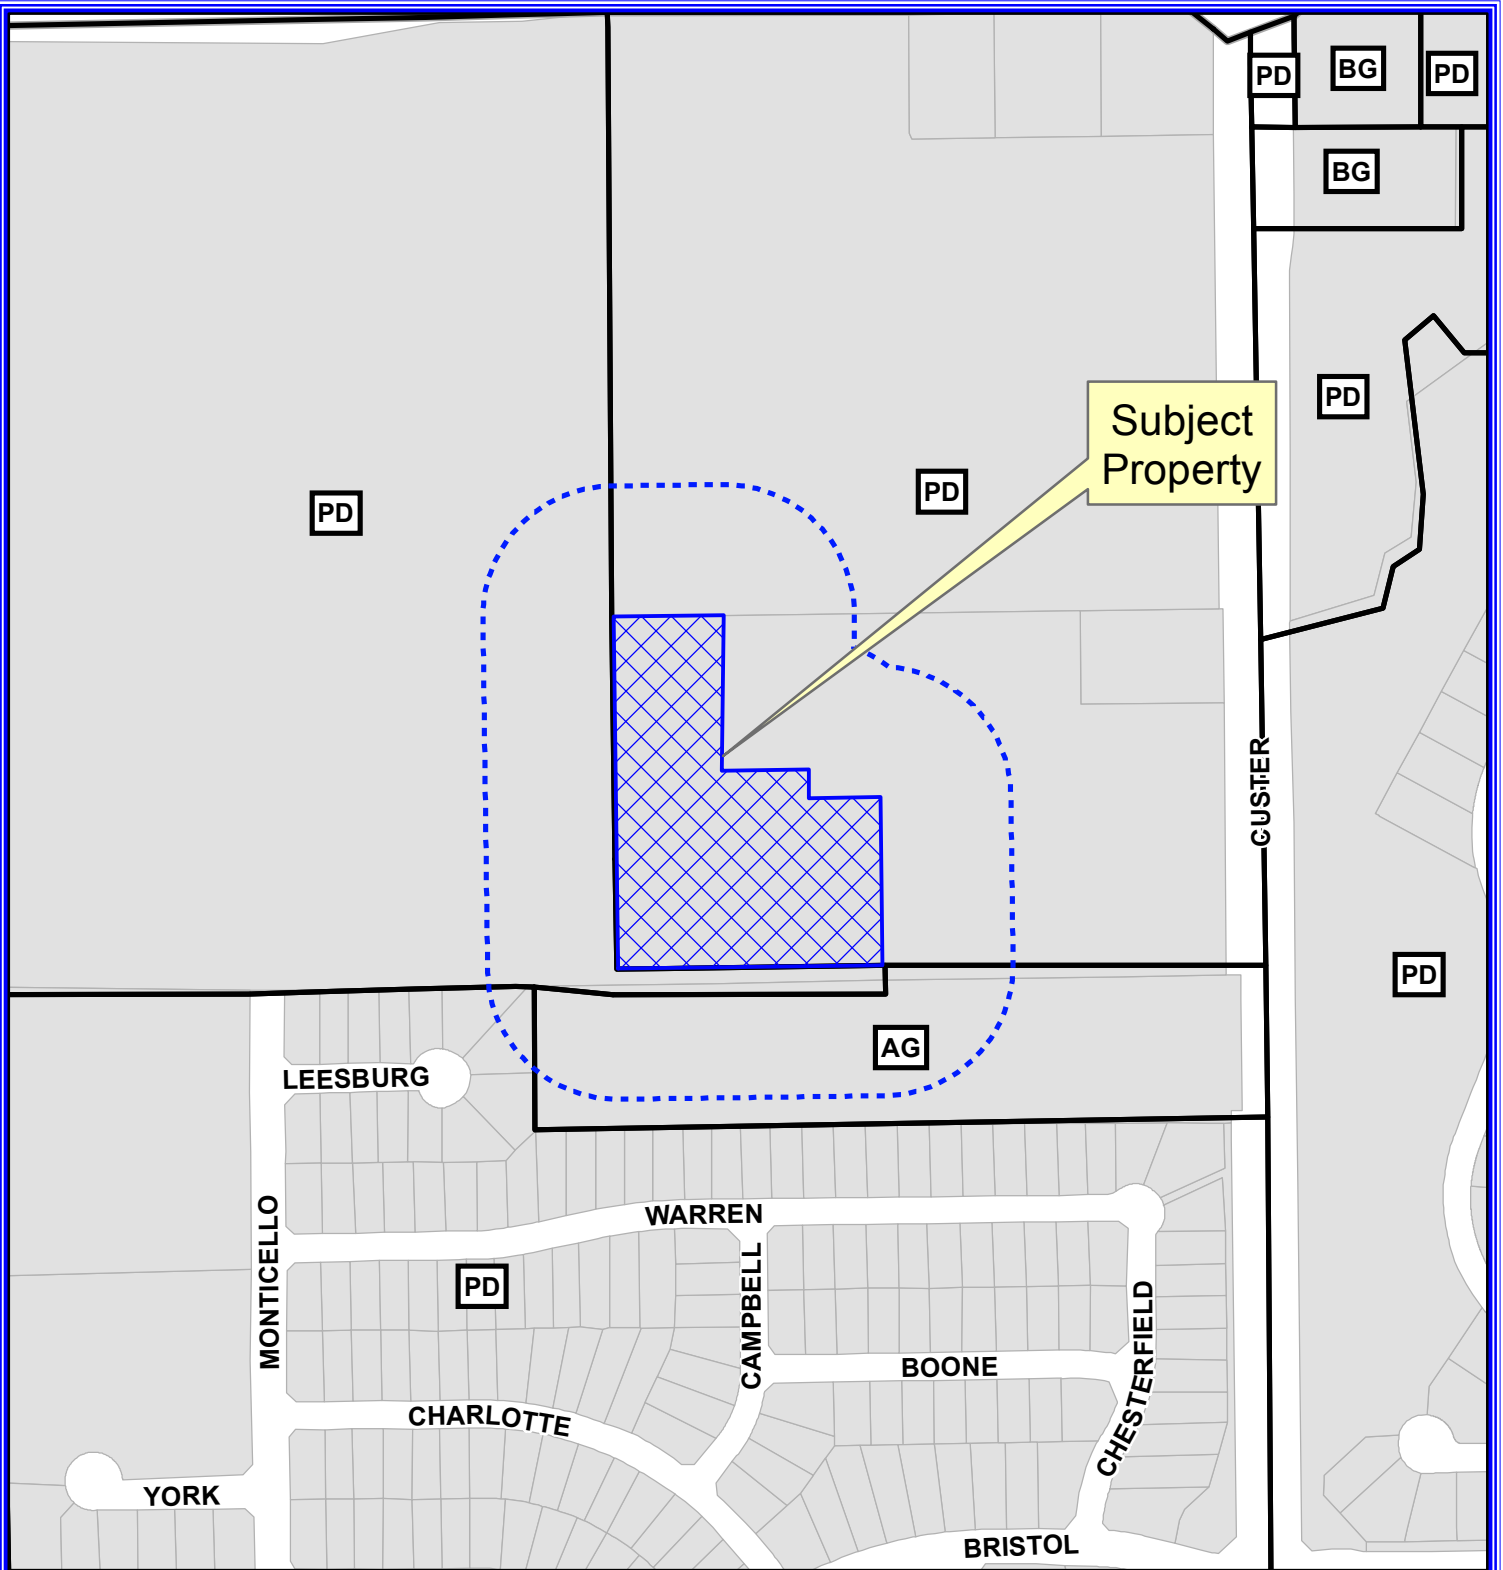 PD
BG
PD
BG
PD
Subject
Property
PD
PD
CUSTER
PD
AG
LEESBURG
MONTICELLO
WARREN
PD
CAMPBELL
CHESTERFIELD
BOONE
CHARLOTTE
YORK
BRISTOL